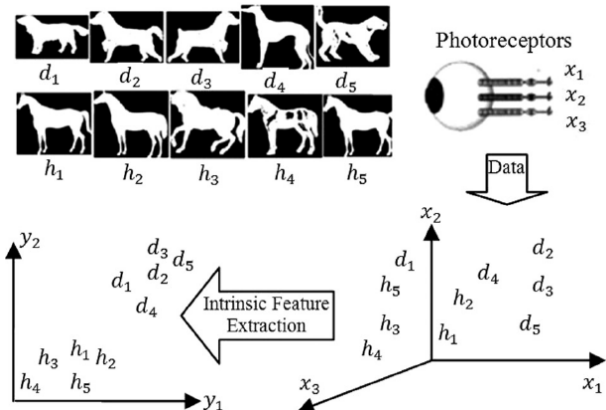 Photoreceptors
d₁ d₂ d₃ d₄ d₅
x₁
x₂
x₃
h₁ h₂ h₃ h₄ h₅
Data
y₂
d₃
d₅
d₂
d₁
d₄
h₁
h₃
h₂
h₄
h₅
y₁
Intrinsic Feature
Extraction
x₂
d₁
d₂
d₄
h₅
d₃
h₂
h₃
d₅
h₁
h₄
x₃
x₁